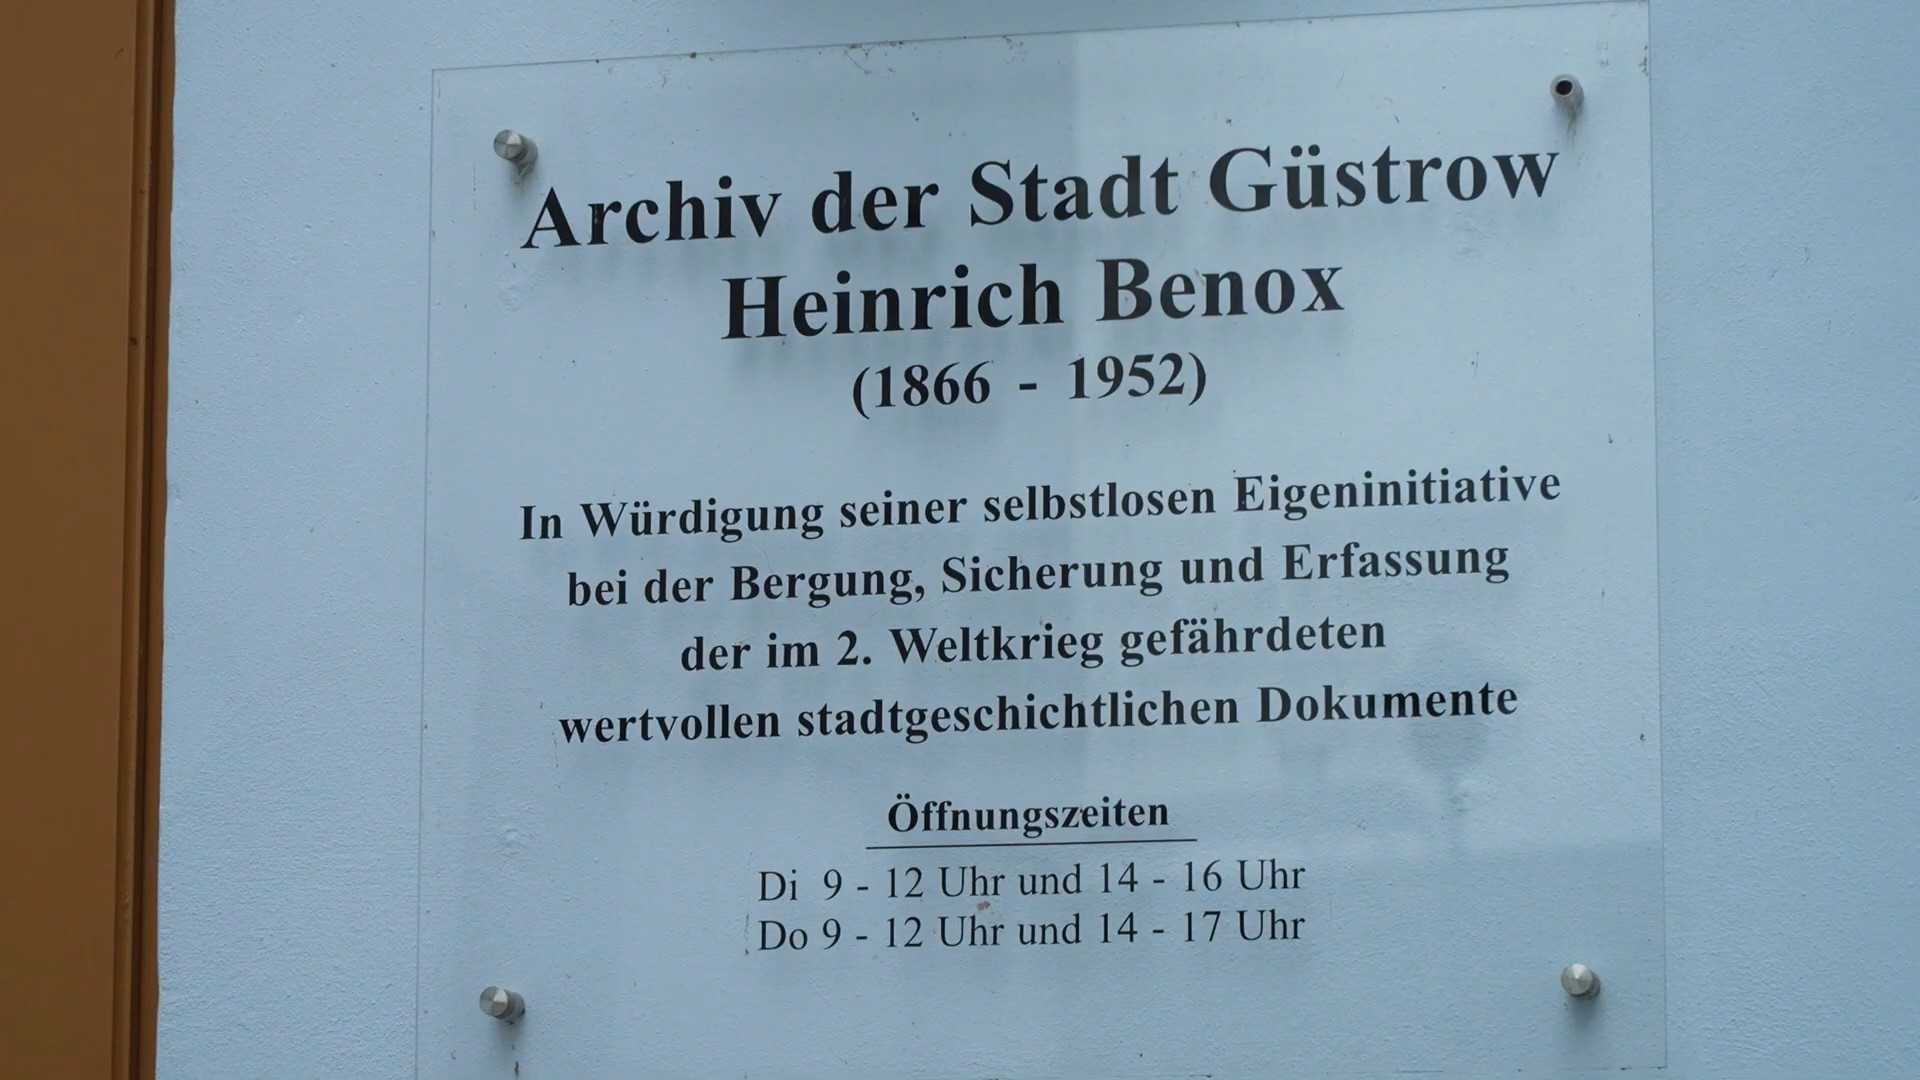 Archiv der Stadt Güstrow
Heinrich Benox
(1866 - 1952)
In Würdigung seiner selbstlosen Eigeninitiative
bei der Bergung, Sicherung und Erfassung
der im 2. Weltkrieg gefährdeten
wertvollen stadtgeschichtlichen Dokumente
Öffnungszeiten
Di 9 - 12 Uhr und 14 - 16 Uhr
Do 9 - 12 Uhr und 14 - 17 Uhr